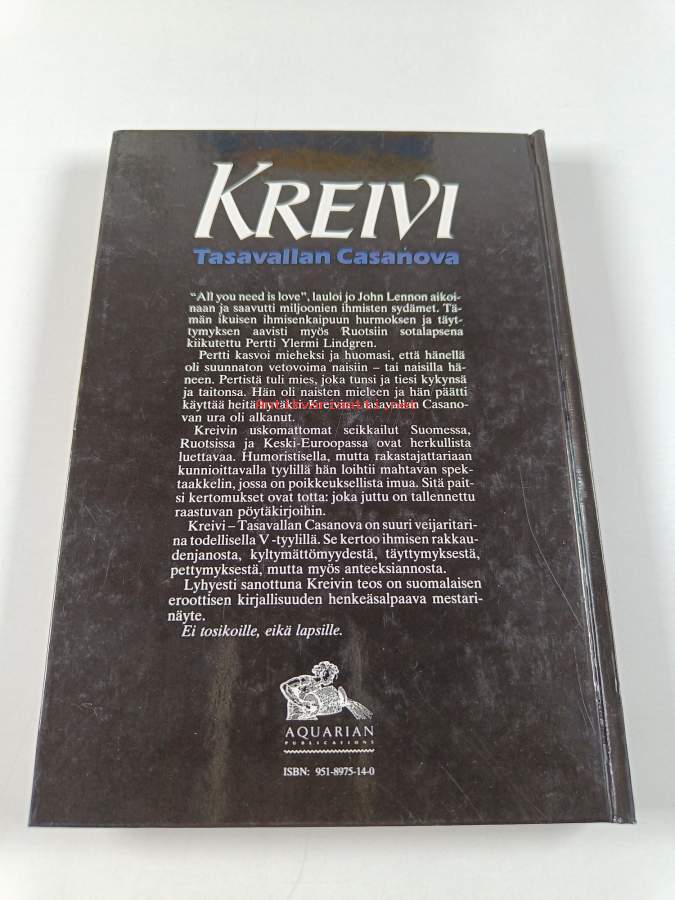 KREIVI
Tasavallan Casanova
"All you need is love", lauloi jo John Lennon aikoi-
naan ja saavutti miljoonien ihmisten sydämet. Tä-
män ikuisen ihmisenkaipuun hurmoksen ja täyt-
tymyksen aavisti myös Ruotsiin sotalapsena
kiikutettu Pertti Ylermi Lindgren.
Pertti kasvoi mieheksi ja huomasi, että hänellä
oli suunnaton vetovoima naisiin – tai naisilla hä-
neen. Pertistä tuli mies, joka tunsi ja tiesi kykynsä
ja taitonsa. Hän oli naisten mieleen ja hän päätti
käyttää heitä hyväksi. Kreivin – Tasavallan Casano-
van ura oli alkanut.
Kreivin uskomattomat seikkailut Suomessa,
Ruotsissa ja Keski-Euroopassa ovat herkullista
luettavaa. Humoristisella, mutta rakastajattariaan
kunnioittavalla tyylillä hän loihtii mahtavan spek-
taakkelin, jossa on poikkeuksellista imua. Sitä pait-
si kertomukset ovat totta: joka juttu on tallennettu
raastuvan pöytäkirjoihin.
Kreivi – Tasavallan Casanova on suuri veijaritari-
na todellisella V -tyylillä. Se kertoo ihmisen rakkau-
denjanosta, kyltymättömyydestä, täyttymyksestä,
pettymyksestä, mutta myös anteeksiannosta.
Lyhyesti sanottuna Kreivin teos on suomalaisen
eroottisen kirjallisuuden henkeäsalpaava mestari-
näyte.
Ei tosikoille, eikä lapsille.
AQUARIAN
PUBLICATIONS
ISBN: 951-8975-14-0